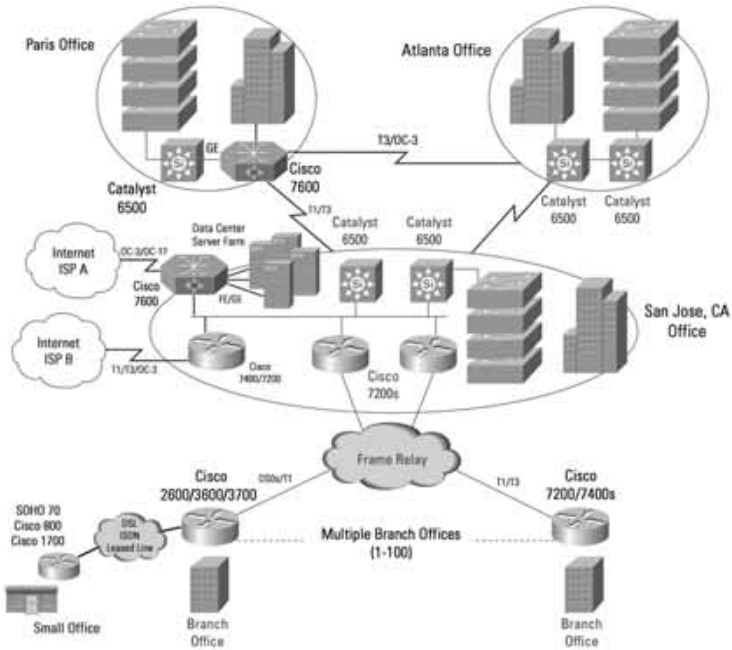 Paris Office
Atlanta Office
GE
T3/OC-3
Cisco
7600
Catalyst
6500
Catalyst
6500
Catalyst
6500
T1/T3
Data Center
Server Farm
Catalyst
6500
Catalyst
6500
Internet
ISP A
Cisco
7600
FE/GE
San Jose, CA
Office
Internet
ISP B
T1/T3/OC-3
Cisco
7400/7200
Cisco
7200s
Frame Relay
Cisco
2600/3600/3700
DS0s/T1
T1/T3
Cisco
7200/7400s
SOHO 70
Cisco 800
Cisco 1700
DSL
ISDN
Leased Line
Multiple Branch Offices
(1-100)
Small Office
Branch
Office
Branch
Office